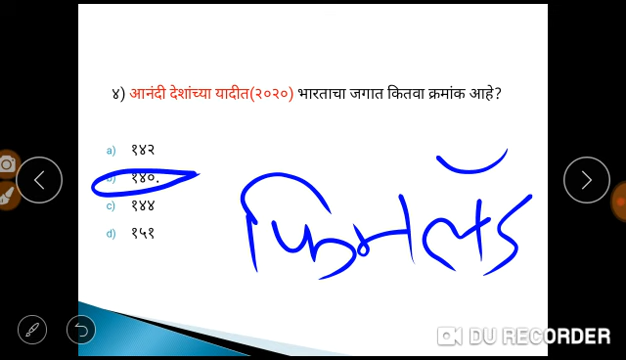 ४) आनंदी देशांच्या यादीत(२०२०) भारताचा जगात कितवा क्रमांक आहे?
a) १४२
b) १४०.
c) १४४
d) १५१
फिनलँड
DU RECORDER